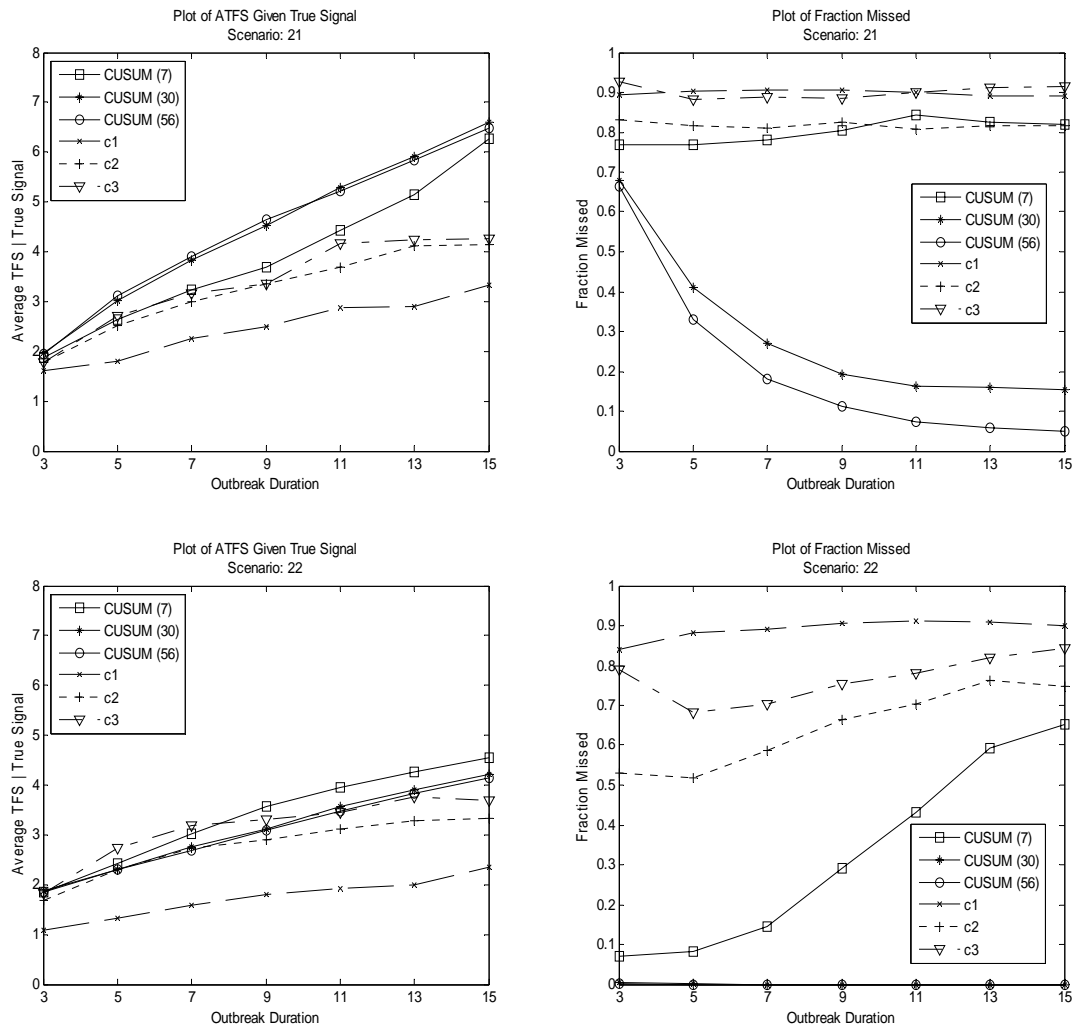 Plot of ATFS Given True Signal
Scenario: 21
8
7
6
5
4
3
2
1
0
Average TFS | True Signal
CUSUM (7)
CUSUM (30)
CUSUM (56)
c1
c2
c3
3 5 7 9 11 13 15
Outbreak Duration
Plot of Fraction Missed
Scenario: 21
1
0.9
0.8
0.7
0.6
0.5
0.4
0.3
0.2
0.1
0
Fraction Missed
CUSUM (7)
CUSUM (30)
CUSUM (56)
c1
c2
c3
3 5 7 9 11 13 15
Outbreak Duration
Plot of ATFS Given True Signal
Scenario: 22
8
7
6
5
4
3
2
1
0
Average TFS | True Signal
CUSUM (7)
CUSUM (30)
CUSUM (56)
c1
c2
c3
3 5 7 9 11 13 15
Outbreak Duration
Plot of Fraction Missed
Scenario: 22
1
0.9
0.8
0.7
0.6
0.5
0.4
0.3
0.2
0.1
0
Fraction Missed
CUSUM (7)
CUSUM (30)
CUSUM (56)
c1
c2
c3
3 5 7 9 11 13 15
Outbreak Duration